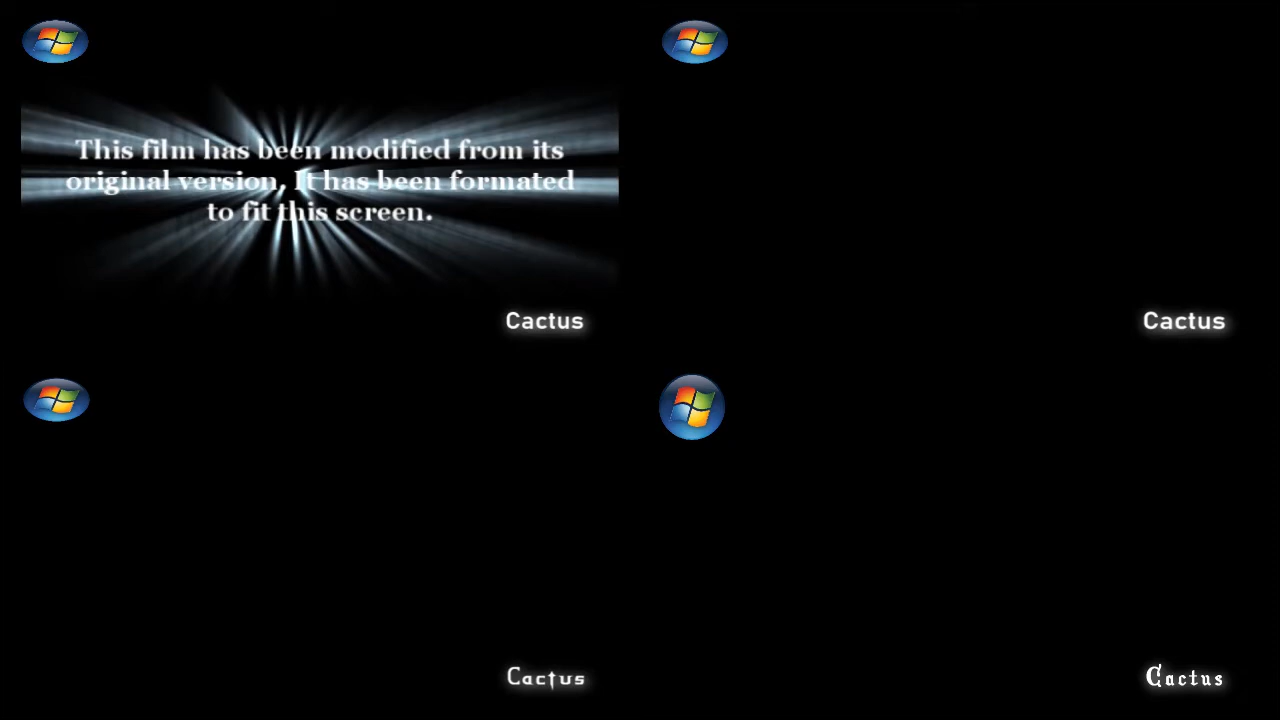 This film has been modified from its
original version, It has been formated
to fit this screen.
Cactus
Cactus
Cactus
Cactus